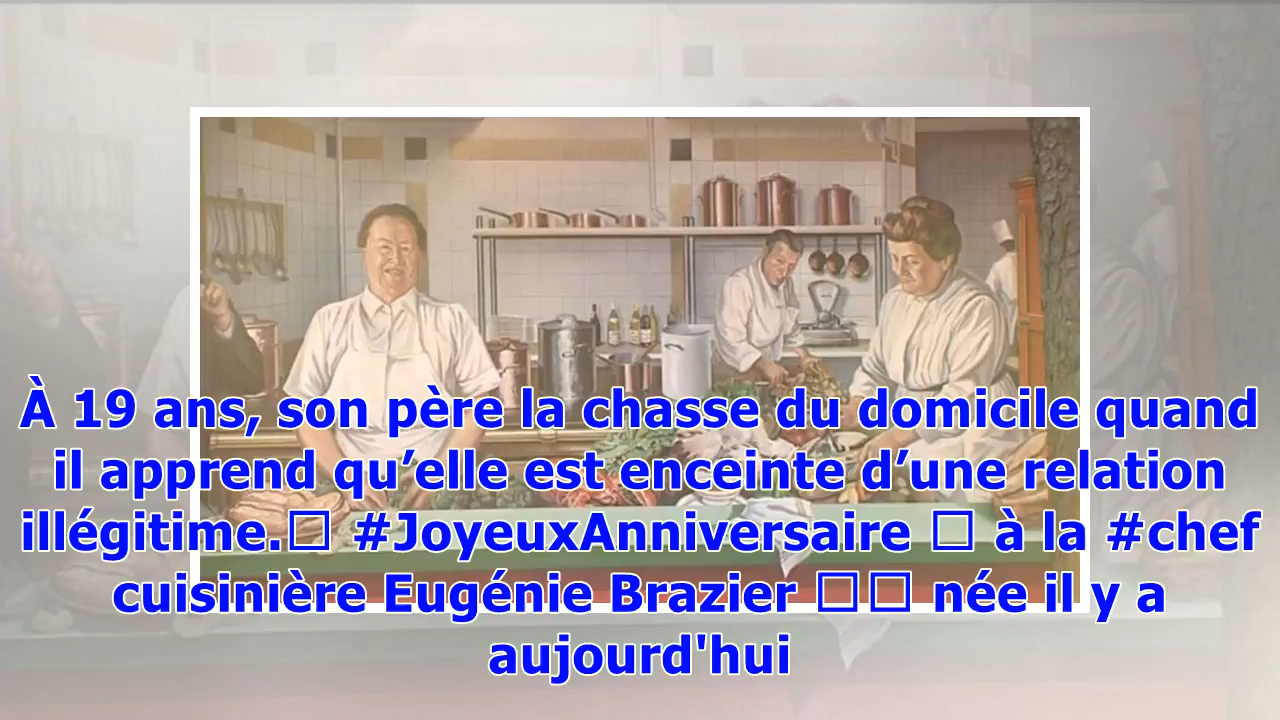 À 19 ans, son père la chasse du domicile quand
il apprend qu’elle est enceinte d’une relation
illégitime.□ #JoyeuxAnniversaire □ à la #chef
cuisinière Eugénie Brazier □□ née il y a
aujourd'hui